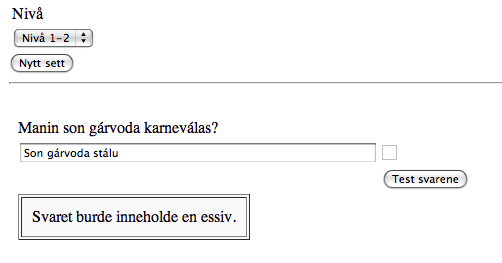 Nivå
Nivå 1-2
Nytt sett
Manin son gárvoda karneválas?
Son gárvoda stálu
Test svarene
Svaret burde inneholde en essiv.